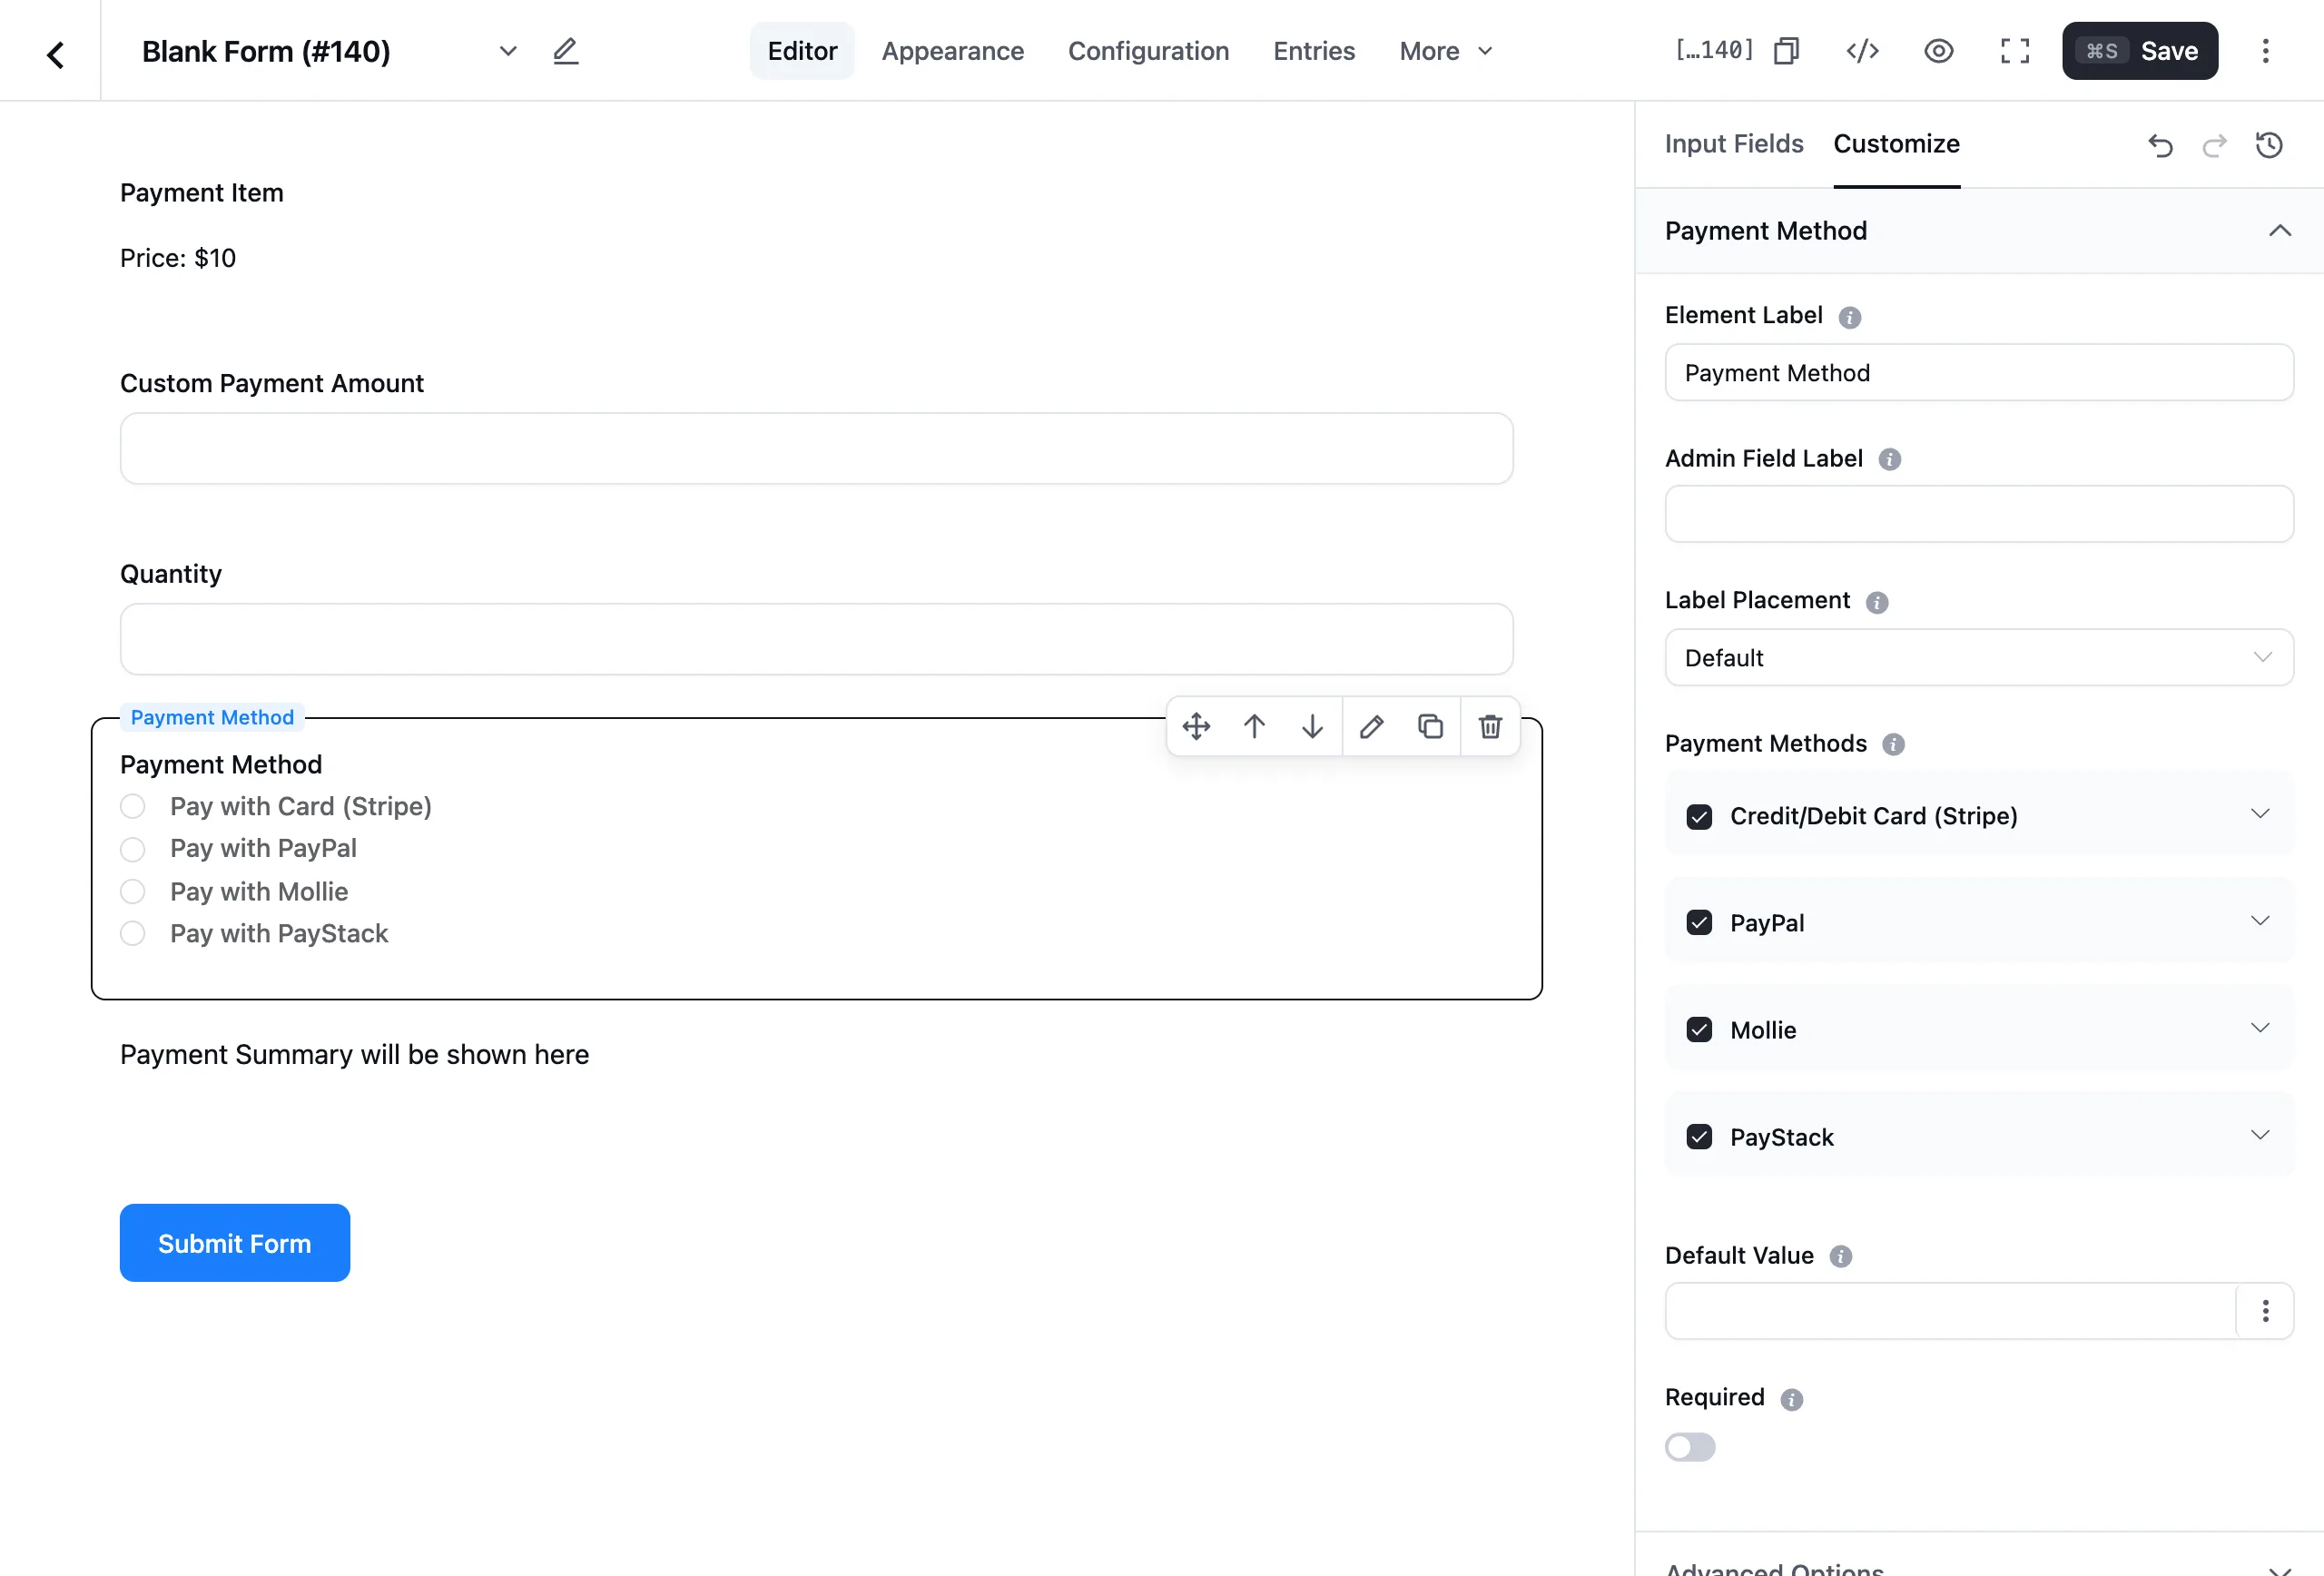 Blank Form (#140)
Editor
Appearance
Configuration
Entries
More
[…140]
⌘S Save
Payment Item
Price: $10
Custom Payment Amount
Quantity
Payment Method
Payment Method
Pay with Card (Stripe)
Pay with PayPal
Pay with Mollie
Pay with PayStack
Payment Summary will be shown here
Submit Form
Input Fields
Customize
Payment Method
Element Label
Payment Method
Admin Field Label
Label Placement
Default
Payment Methods
Credit/Debit Card (Stripe)
PayPal
Mollie
PayStack
Default Value
Required
Advanced Options